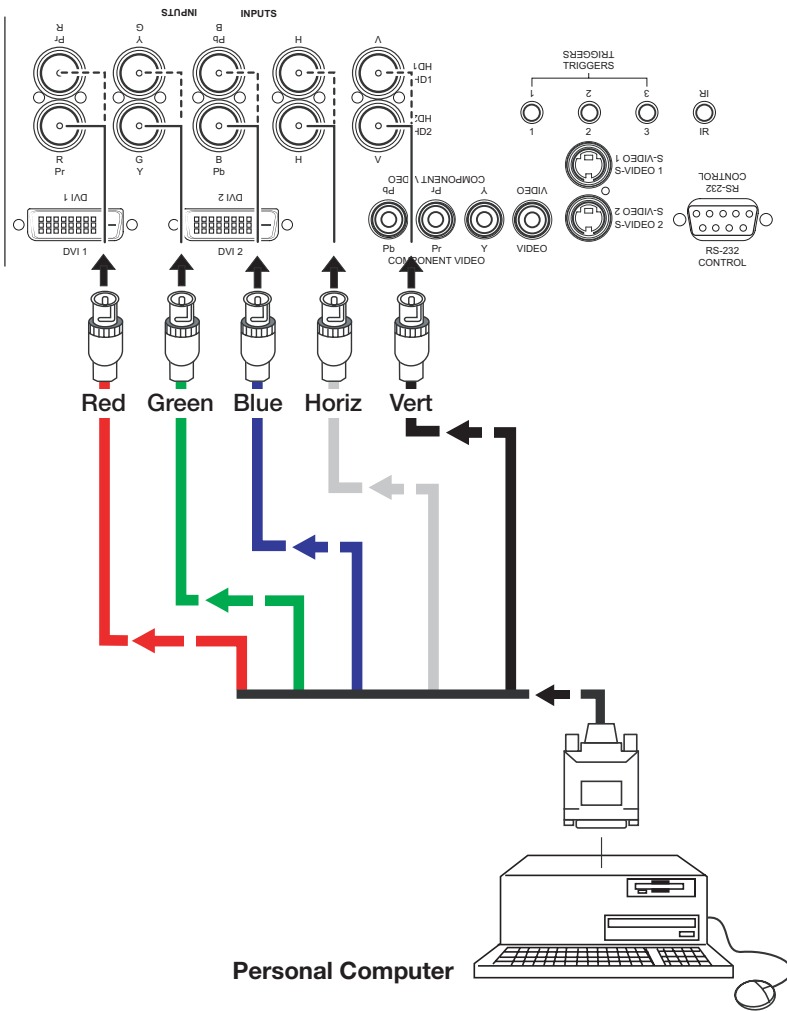 INPUTS INPUTS
R G B
Pr Y Pb H V
HD1
HD1
HD2
HD2
R G B H V
Pr Y Pb
TRIGGERS
TRIGGERS
1 2 3 IR
1 2 3 IR
DVI 1 DVI 2
DVI 1 DVI 2
S-VIDEO 1
S-VIDEO 1
S-VIDEO 2
S-VIDEO 2
COMPONENT VIDEO
Pb Pr Y VIDEO
Pb Pr Y VIDEO
COMPONENT VIDEO
RS-232
CONTROL
RS-232
CONTROL
Red Green Blue Horiz Vert
Personal Computer